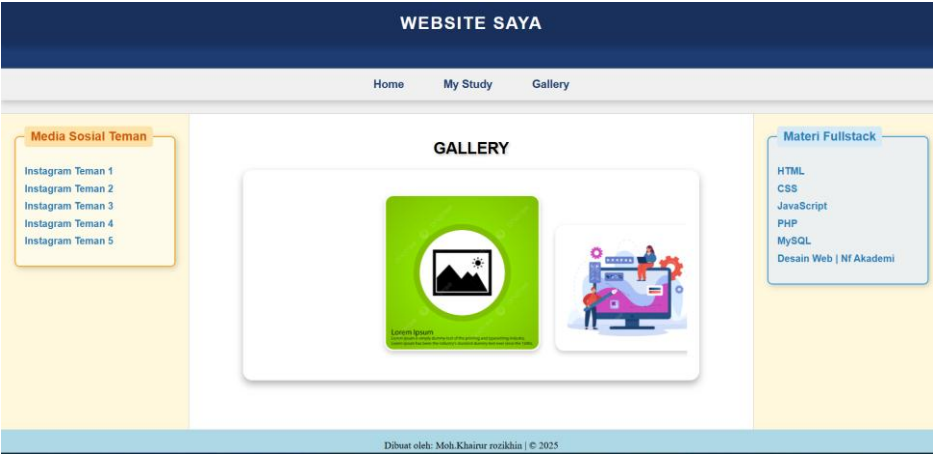 WEBSITE SAYA
Home My Study Gallery
Media Sosial Teman
Instagram Teman 1
Instagram Teman 2
Instagram Teman 3
Instagram Teman 4
Instagram Teman 5
GALLERY
Lorem Ipsum
Materi Fullstack
HTML
CSS
JavaScript
PHP
MySQL
Desain Web | Nf Akademi
Dibuat oleh: Moh.Khairur rozikhin | © 2025